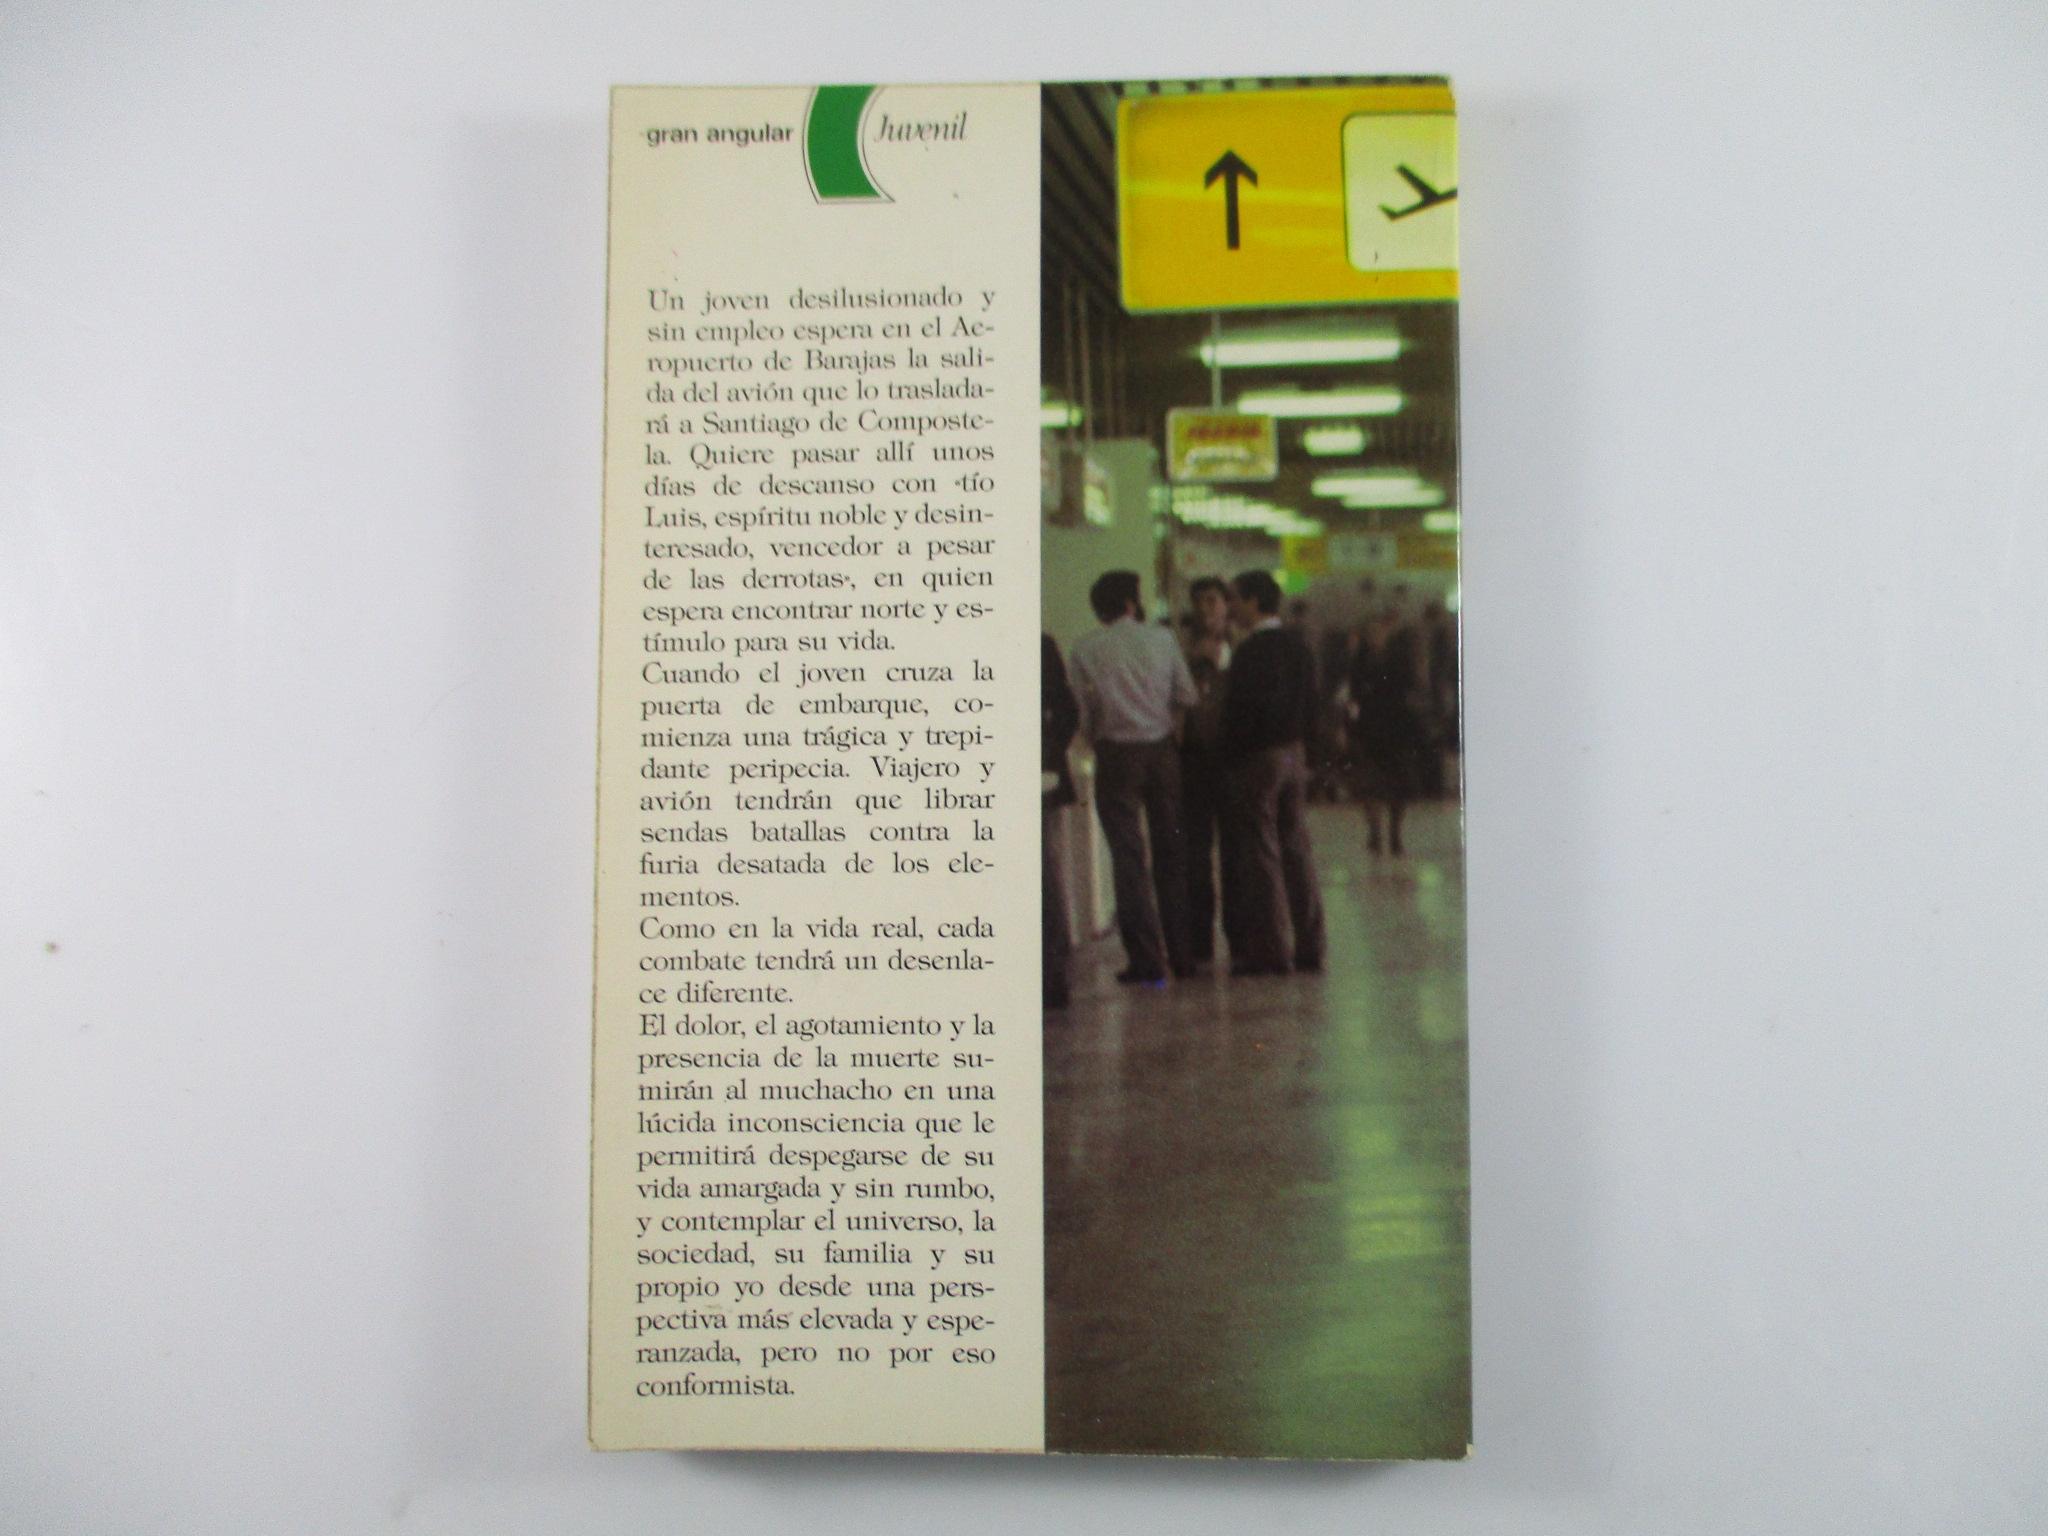 gran angular
Juvenil
Un joven desilusionado y
sin empleo espera en el Ae-
ropuerto de Barajas la sali-
da del avión que lo traslada-
rá a Santiago de Composte-
la. Quiere pasar allí unos
días de descanso con «tío
Luis, espíritu noble y desin-
teresado, vencedor a pesar
de las derrotas», en quien
espera encontrar norte y es-
tímulo para su vida.
Cuando el joven cruza la
puerta de embarque, co-
mienza una trágica y trepi-
dante peripecia. Viajero y
avión tendrán que librar
sendas batallas contra la
furia desatada de los ele-
mentos.
Como en la vida real, cada
combate tendrá un desenla-
ce diferente.
El dolor, el agotamiento y la
presencia de la muerte su-
mirán al muchacho en una
lúcida inconsciencia que le
permitirá despegarse de su
vida amargada y sin rumbo,
y contemplar el universo, la
sociedad, su familia y su
propio yo desde una pers-
pectiva más elevada y espe-
ranzada, pero no por eso
conformista.